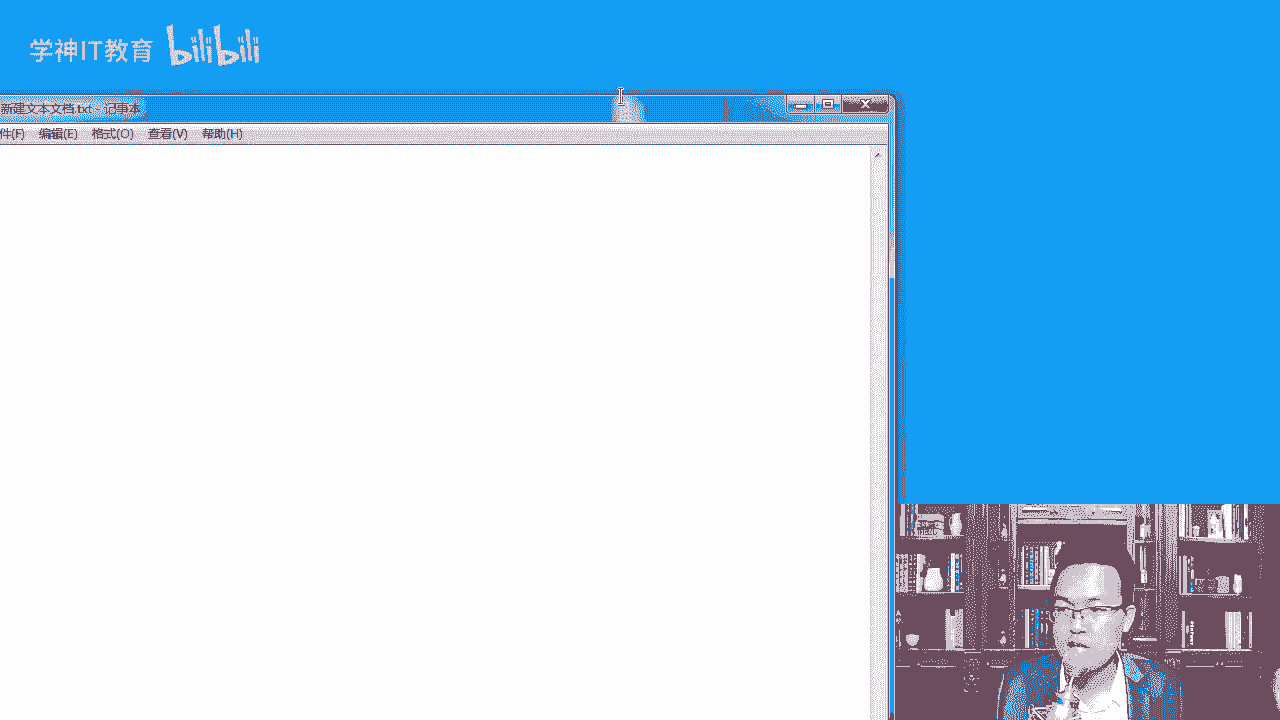 学神IT教育 bilibili
新建文本文档.txt - 记事本
件(F) 编辑(E) 格式(O) 查看(V) 帮助(H)